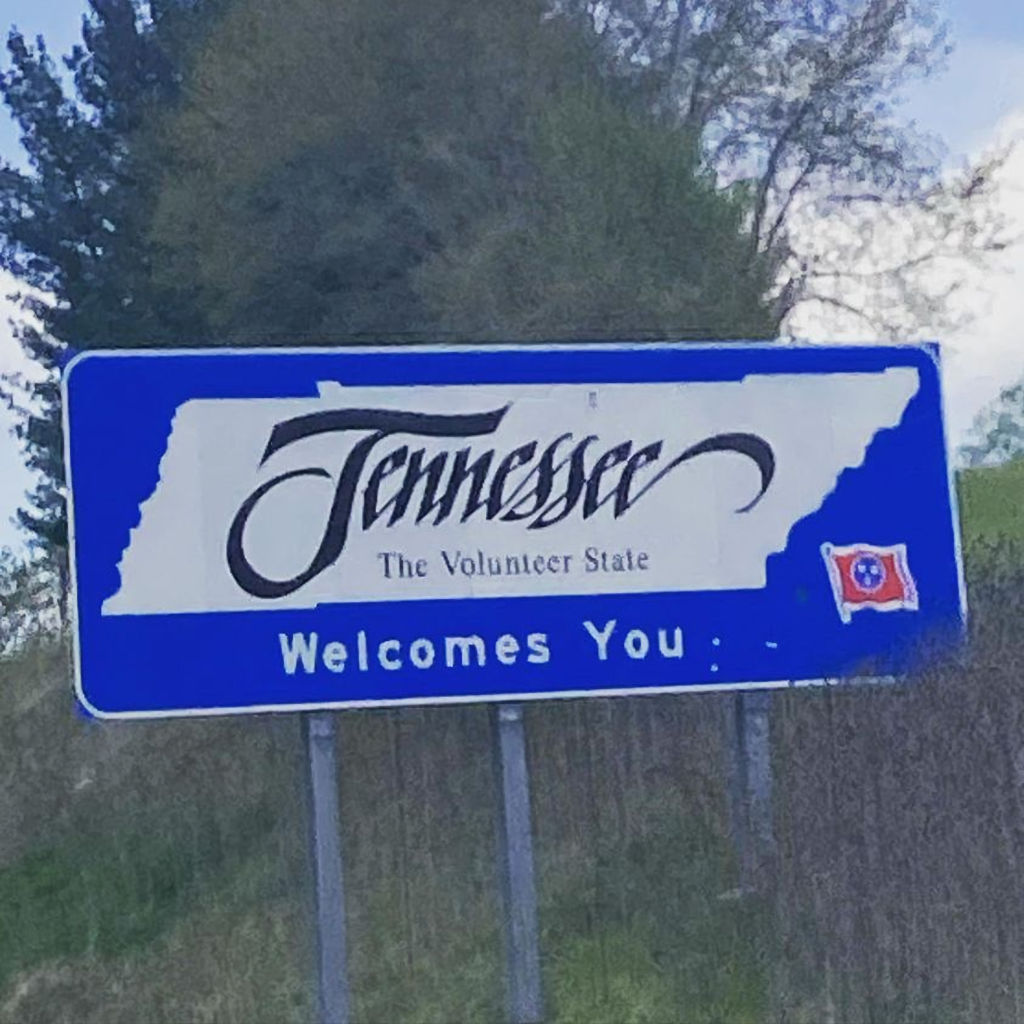 Tennessee
The Volunteer State
Welcomes You